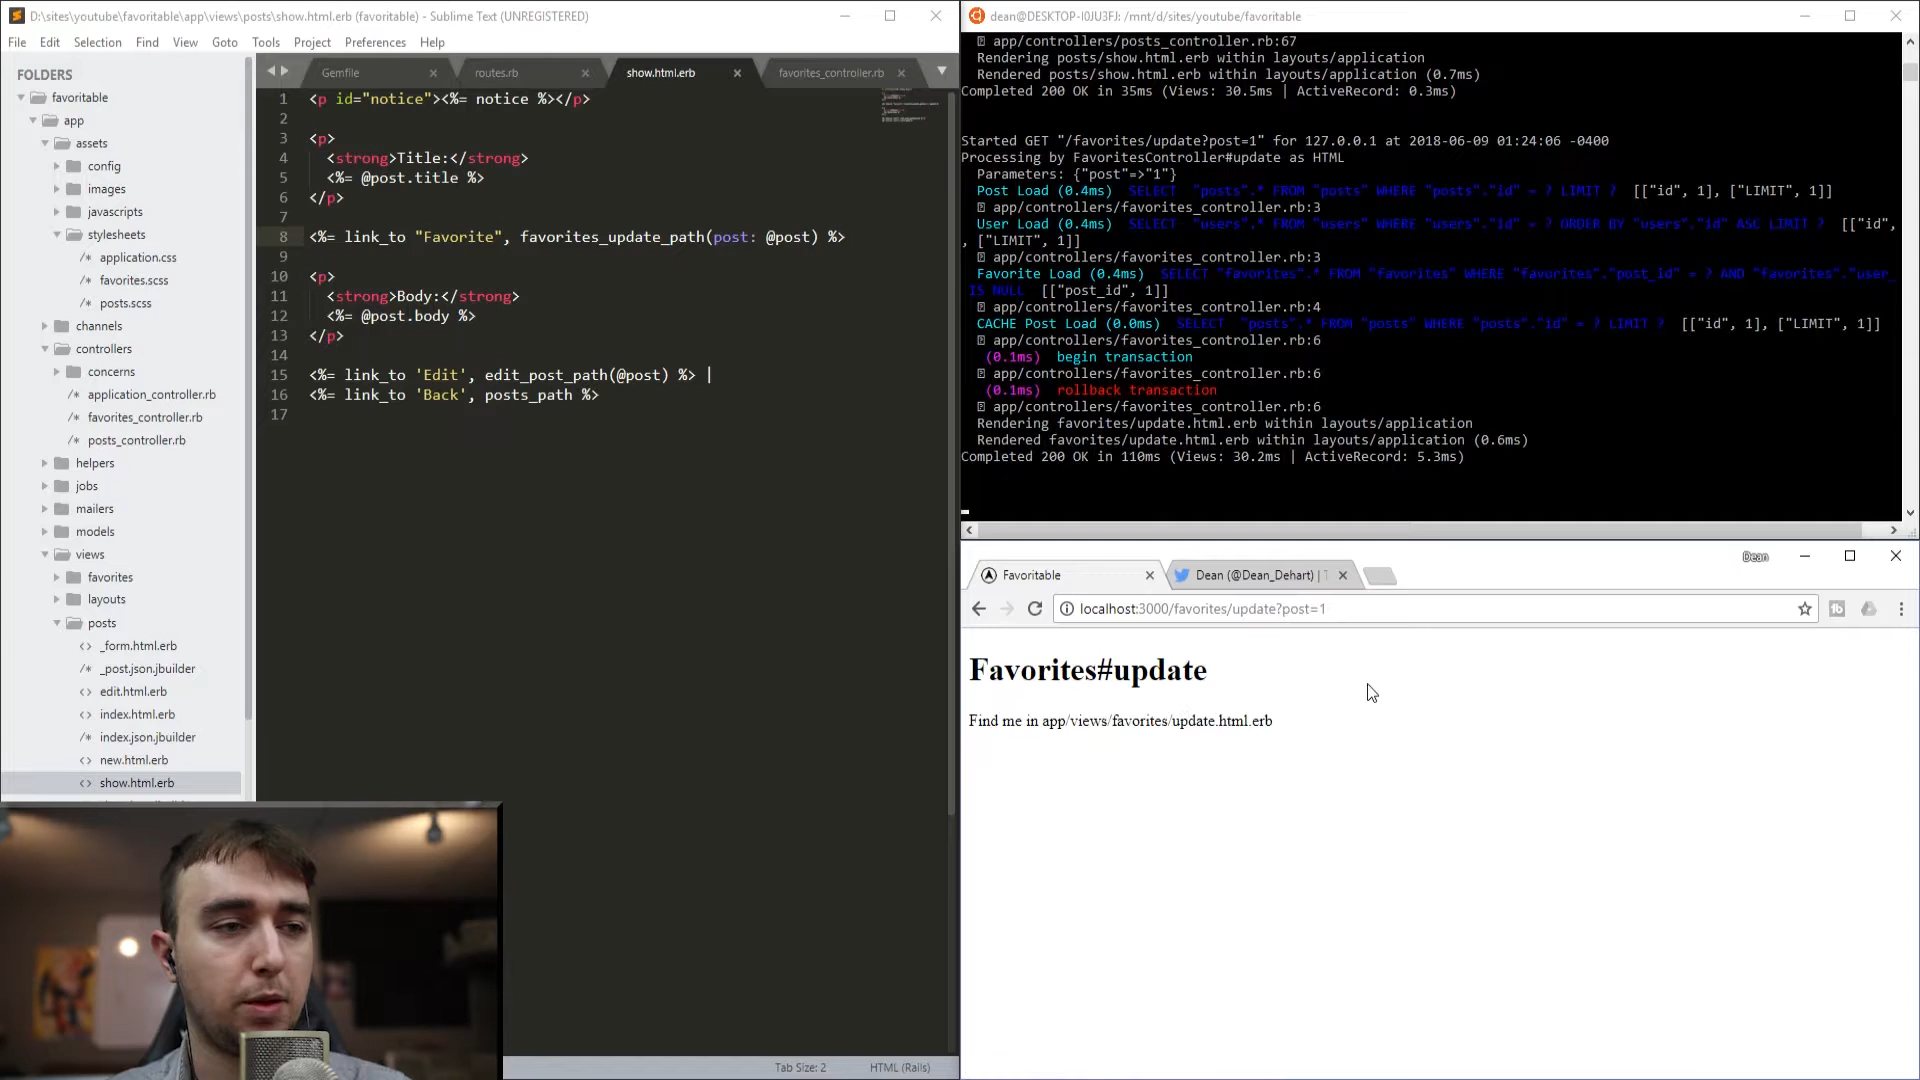 D:\sites\youtube\favoritable\app\views\posts\show.html.erb (favoritable) - Sublime Text (UNREGISTERED)
File Edit Selection Find View Goto Tools Project Preferences Help
FOLDERS
favoritable
app
assets
config
images
javascripts
stylesheets
/* application.css
/* favorites.scss
/* posts.scss
channels
controllers
concerns
/* application_controller.rb
/* favorites_controller.rb
/* posts_controller.rb
helpers
jobs
mailers
models
views
favorites
layouts
posts
<> _form.html.erb
/* _post.json.jbuilder
<> edit.html.erb
<> index.html.erb
/* index.json.jbuilder
<> new.html.erb
<> show.html.erb
Gemfile routes.rb show.html.erb favorites_controller.rb
1 <p id="notice"><%= notice %></p>
2
3 <p>
4 <strong>Title:</strong>
5 <%= @post.title %>
6 </p>
7
8 <%= link_to "Favorite", favorites_update_path(post: @post) %>
9
10 <p>
11 <strong>Body:</strong>
12 <%= @post.body %>
13 </p>
14
15 <%= link_to 'Edit', edit_post_path(@post) %> |
16 <%= link_to 'Back', posts_path %>
17
Tab Size: 2 HTML (Rails)
dean@DESKTOP-I0JU3FJ: /mnt/d/sites/youtube/favoritable
app/controllers/posts_controller.rb:67
Rendering posts/show.html.erb within layouts/application
Rendered posts/show.html.erb within layouts/application (0.7ms)
Completed 200 OK in 35ms (Views: 30.5ms | ActiveRecord: 0.3ms)
Started GET "/favorites/update?post=1" for 127.0.0.1 at 2018-06-09 01:24:06 -0400
Processing by FavoritesController#update as HTML
Parameters: {"post"=>"1"}
Post Load (0.4ms) SELECT "posts".* FROM "posts" WHERE "posts"."id" = ? LIMIT ? [["id", 1], ["LIMIT", 1]]
app/controllers/favorites_controller.rb:3
User Load (0.4ms) SELECT "users".* FROM "users" WHERE "users"."id" = ? ORDER BY "users"."id" ASC LIMIT ? [["id",
, ["LIMIT", 1]]
app/controllers/favorites_controller.rb:3
Favorite Load (0.4ms) SELECT "favorites".* FROM "favorites" WHERE "favorites"."post_id" = ? AND "favorites"."user_
IS NULL [["post_id", 1]]
app/controllers/favorites_controller.rb:4
CACHE Post Load (0.0ms) SELECT "posts".* FROM "posts" WHERE "posts"."id" = ? LIMIT ? [["id", 1], ["LIMIT", 1]]
app/controllers/favorites_controller.rb:6
(0.1ms) begin transaction
app/controllers/favorites_controller.rb:6
(0.1ms) rollback transaction
app/controllers/favorites_controller.rb:6
Rendering favorites/update.html.erb within layouts/application
Rendered favorites/update.html.erb within layouts/application (0.6ms)
Completed 200 OK in 110ms (Views: 30.2ms | ActiveRecord: 5.3ms)
Dean
Favoritable Dean (@Dean_Dehart) |
localhost:3000/favorites/update?post=1
Favorites#update
Find me in app/views/favorites/update.html.erb